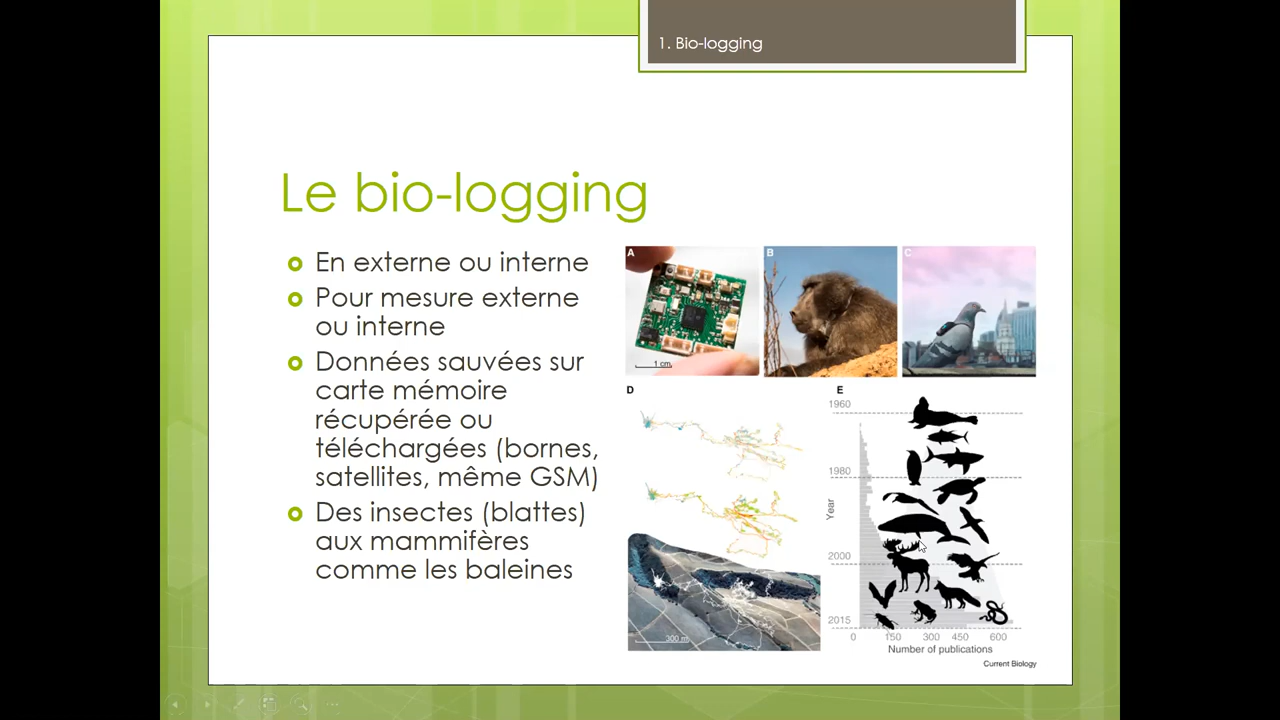 1. Bio-logging
Le bio-logging
En externe ou interne
Pour mesure externe
ou interne
Données sauvées sur
carte mémoire
récupérée ou
téléchargées (bornes,
satellites, même GSM)
Des insectes (blattes)
aux mammifères
comme les baleines
A
1 cm
B
C
D
300 m
E
1960
1980
2000
2015
Year
0 150 300 450 600
Number of publications
Current Biology